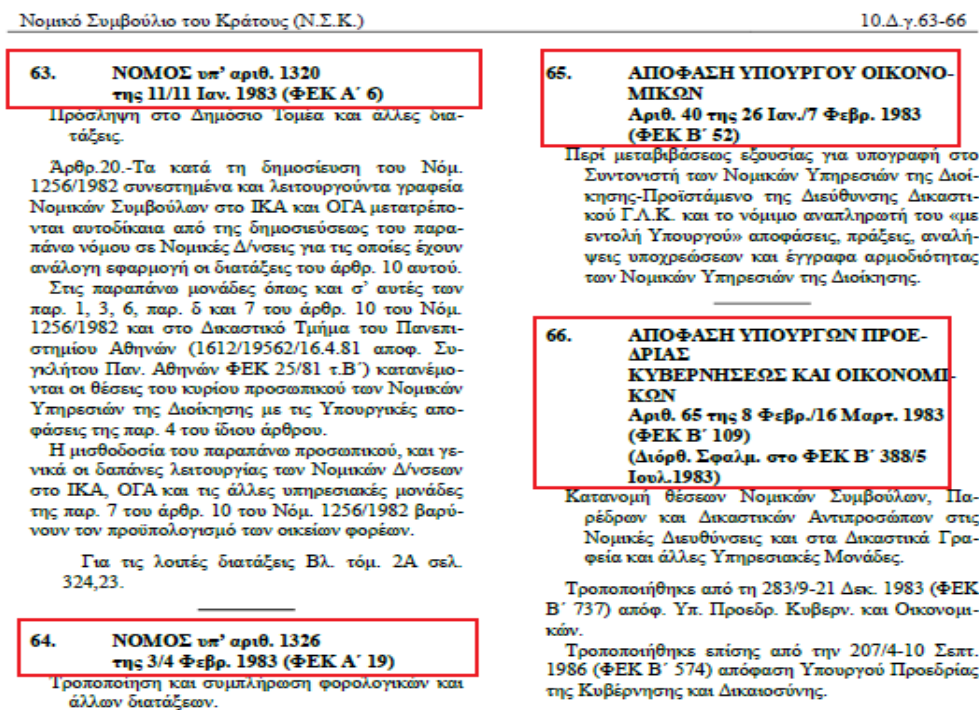 Νομικό Συμβούλιο του Κράτους (Ν.Σ.Κ.)
10.Δ.γ.63-66
63. ΝΟΜΟΣ υπ’ αριθ. 1320
της 11/11 Ιαν. 1983 (ΦΕΚ Α΄ 6)
Πρόσληψη στο Δημόσιο Τομέα και άλλες δια-
τάξεις.
Άρθρ.20.-Τα κατά τη δημοσίευση του Νόμ.
1256/1982 συνεστημένα και λειτουργούντα γραφεία
Νομικών Συμβούλων στο ΙΚΑ και ΟΓΑ μετατρέπο-
νται αυτοδίκαια από της δημοσιεύσεως του παρα-
πάνω νόμου σε Νομικές Δ/νσεις για τις οποίες έχουν
ανάλογη εφαρμογή οι διατάξεις του άρθρ. 10 αυτού.
Στις παραπάνω μονάδες όπως και σ’ αυτές των
παρ. 1, 3, 6, παρ. δ και 7 του άρθρ. 10 του Νόμ.
1256/1982 και στο Δικαστικό Τμήμα του Πανεπι-
στημίου Αθηνών (1612/19562/16.4.81 αποφ. Συ-
γκλήτου Παν. Αθηνών ΦΕΚ 25/81 τ.Β΄) κατανέμο-
νται οι θέσεις του κυρίου προσωπικού των Νομικών
Υπηρεσιών της Διοίκησης με τις Υπουργικές απο-
φάσεις της παρ. 4 του ίδιου άρθρου.
Η μισθοδοσία του παραπάνω προσωπικού, και γε-
νικά οι δαπάνες λειτουργίας των Νομικών Δ/νσεων
στο ΙΚΑ, ΟΓΑ και τις άλλες υπηρεσιακές μονάδες
της παρ. 7 του άρθρ. 10 του Νόμ. 1256/1982 βαρύ-
νουν τον προϋπολογισμό των οικείων φορέων.
Για τις λοιπές διατάξεις Βλ. τόμ. 2Α σελ.
324,23.
64. ΝΟΜΟΣ υπ’ αριθ. 1326
της 3/4 Φεβρ. 1983 (ΦΕΚ Α΄ 19)
Τροποποίηση και συμπλήρωση φορολογικών και
άλλων διατάξεων.
65. ΑΠΟΦΑΣΗ ΥΠΟΥΡΓΟΥ ΟΙΚΟΝΟ-
ΜΙΚΩΝ
Αριθ. 40 της 26 Ιαν./7 Φεβρ. 1983
(ΦΕΚ Β΄ 52)
Περί μεταβιβάσεως εξουσίας για υπογραφή στο
Συντονιστή των Νομικών Υπηρεσιών της Διοί-
κησης-Προϊστάμενο της Διεύθυνσης Δικαστι-
κού Γ.Λ.Κ. και το νόμιμο αναπληρωτή του «με
εντολή Υπουργού» αποφάσεις, πράξεις, αναλή-
ψεις υποχρεώσεων και έγγραφα αρμοδιότητας
των Νομικών Υπηρεσιών της Διοίκησης.
66. ΑΠΟΦΑΣΗ ΥΠΟΥΡΓΩΝ ΠΡΟΕ-
ΔΡΙΑΣ
ΚΥΒΕΡΝΗΣΕΩΣ ΚΑΙ ΟΙΚΟΝΟΜΙ-
ΚΩΝ
Αριθ. 65 της 8 Φεβρ./16 Μαρτ. 1983
(ΦΕΚ Β΄ 109)
(Διόρθ. Σφαλμ. στο ΦΕΚ Β΄ 388/5
Ιουλ.1983)
Κατανομή θέσεων Νομικών Συμβούλων, Πα-
ρέδρων και Δικαστικών Αντιπροσώπων στις
Νομικές Διευθύνσεις και στα Δικαστικά Γρα-
φεία και άλλες Υπηρεσιακές Μονάδες.
Τροποποιήθηκε από τη 283/9-21 Δεκ. 1983 (ΦΕΚ
Β΄ 737) απόφ. Υπ. Προεδρ. Κυβερν. και Οικονομι-
κών.
Τροποποιήθηκε επίσης από την 207/4-10 Σεπτ.
1986 (ΦΕΚ Β΄ 574) απόφαση Υπουργού Προεδρίας
της Κυβέρνησης και Δικαιοσύνης.